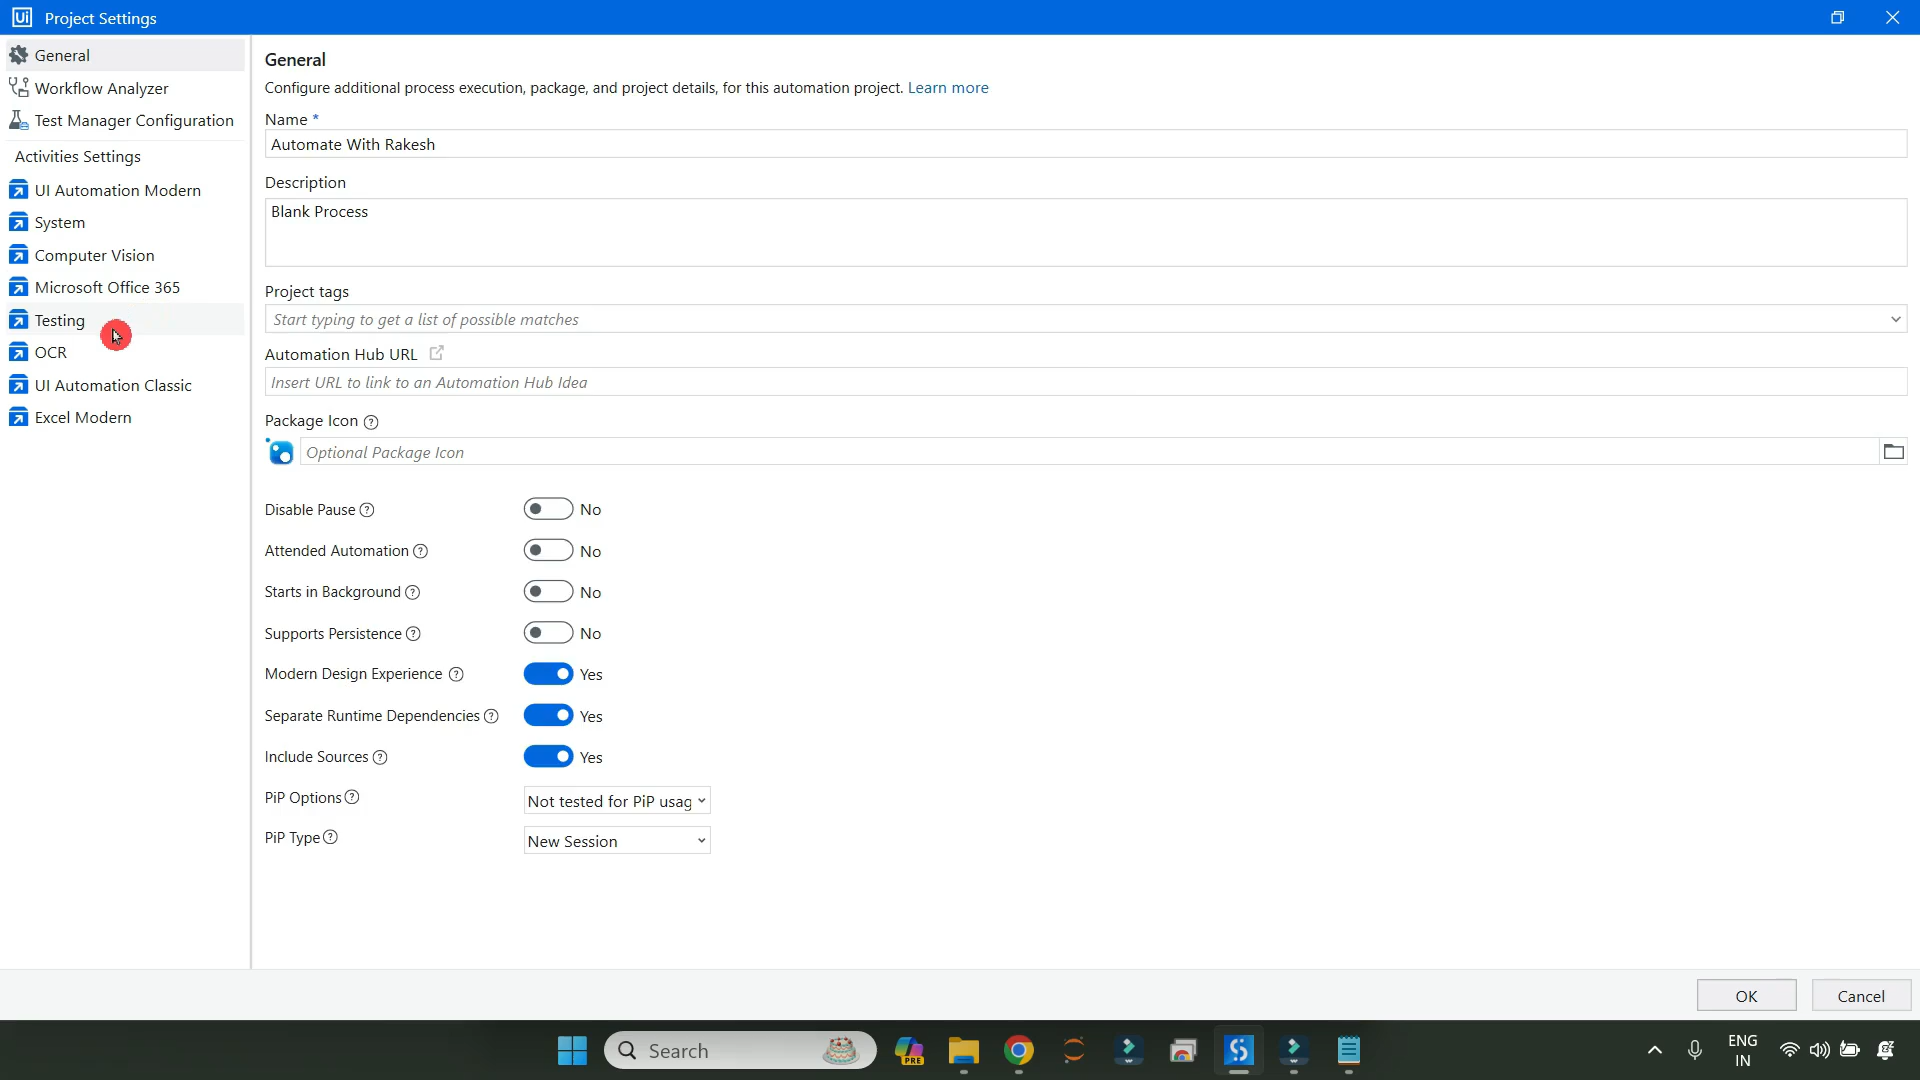 Ui Project Settings
General
Workflow Analyzer
Test Manager Configuration
Activities Settings
UI Automation Modern
System
Computer Vision
Microsoft Office 365
Testing
OCR
UI Automation Classic
Excel Modern
General
Configure additional process execution, package, and project details, for this automation project. Learn more
Name *
Automate With Rakesh
Description
Blank Process
Project tags
Start typing to get a list of possible matches
Automation Hub URL
Insert URL to link to an Automation Hub Idea
Package Icon ?
Optional Package Icon
Disable Pause ? No
Attended Automation ? No
Starts in Background ? No
Supports Persistence ? No
Modern Design Experience ? Yes
Separate Runtime Dependencies ? Yes
Include Sources ? Yes
PiP Options ? Not tested for PiP usag
PiP Type ? New Session
OK Cancel
Search
PRE
ENG
IN